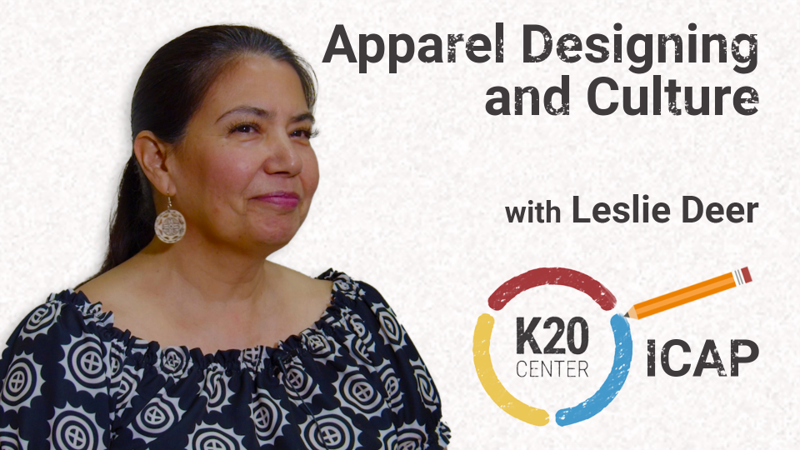 Apparel Designing
and Culture
with Leslie Deer
K20
CENTER
ICAP